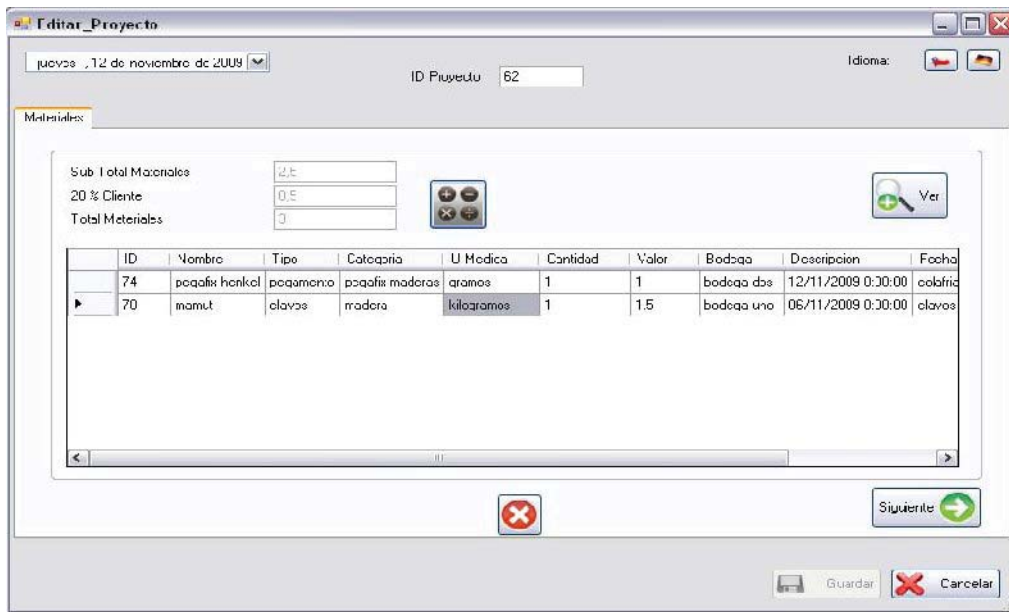 Editar_Proyecto
jueves , 12 de noviembre de 2009
ID Proyecto 62
Idioma:
Materiales
Sub Total Materiales 2,5
20 % Cliente 0,5
Total Materiales 3
Ver
ID Nombre Tipo Categoria U Medica Cantidad Valor Bodega Descripcion Fecha
74 pegafix henkel pegamento pegafix maderas gramos 1 1 bodega dos 12/11/2009 0:00:00
70 mamut clavos madera kilogramos 1 1.5 bodega uno 06/11/2009 0:00:00 clavos
Siguiente
Guardar
Cancelar